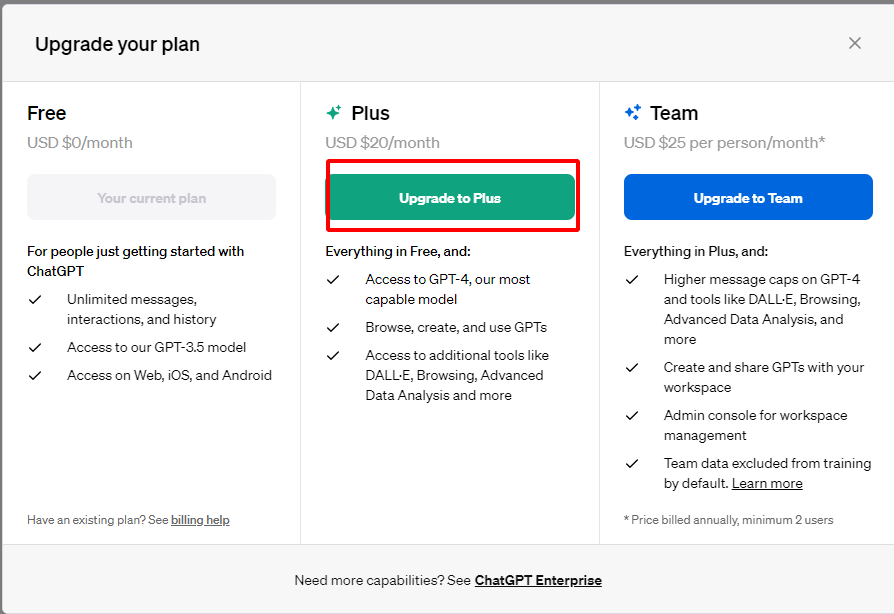 Upgrade your plan
Free
USD $0/month
Your current plan
For people just getting started with
ChatGPT
Unlimited messages,
interactions, and history
Access to our GPT-3.5 model
Access on Web, iOS, and Android
Have an existing plan? See billing help
Plus
USD $20/month
Upgrade to Plus
Everything in Free, and:
Access to GPT-4, our most
capable model
Browse, create, and use GPTs
Access to additional tools like
DALL·E, Browsing, Advanced
Data Analysis and more
Team
USD $25 per person/month*
Upgrade to Team
Everything in Plus, and:
Higher message caps on GPT-4
and tools like DALL·E, Browsing,
Advanced Data Analysis, and
more
Create and share GPTs with your
workspace
Admin console for workspace
management
Team data excluded from training
by default. Learn more
* Price billed annually, minimum 2 users
Need more capabilities? See ChatGPT Enterprise